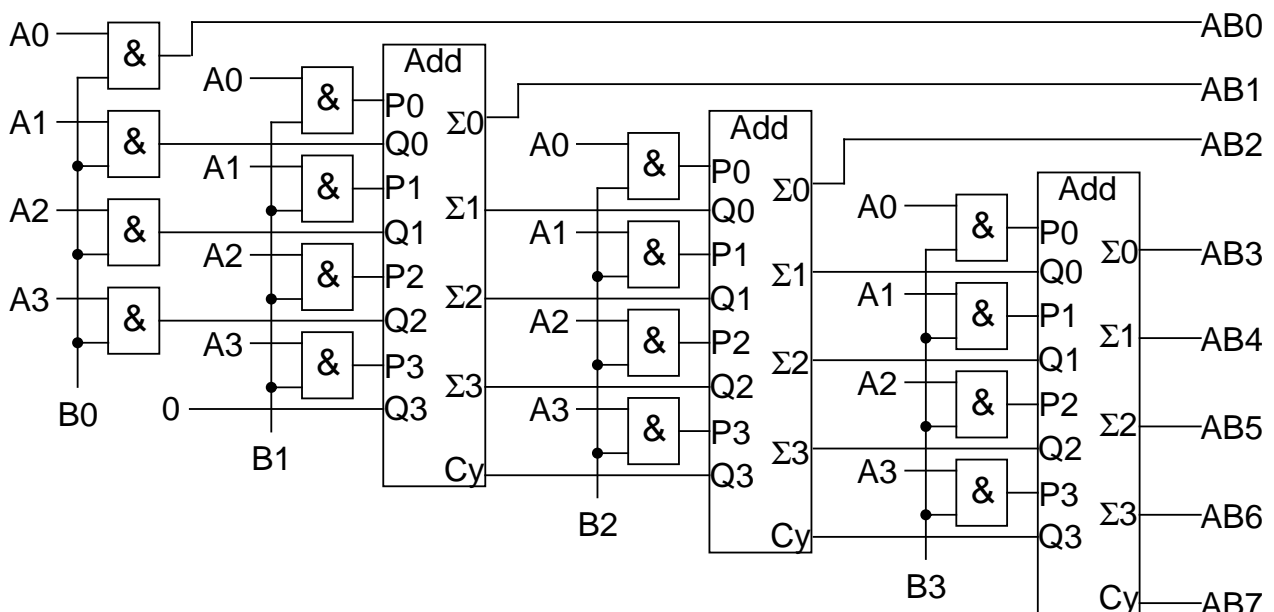 A0
&
AB0
Add
A0
&
P0
AB1
A1
&
Σ0
Q0
Add
AB2
A0
&
P0
A1
&
P1
Σ0
Add
A2
&
Σ1
Q0
A0
&
P0
Q1
A1
&
P1
Σ0
AB3
A2
&
P2
Σ1
Q0
A3
&
Σ2
Q1
A1
&
P1
Q2
A2
&
P2
Σ1
AB4
A3
&
P3
Σ2
Q1
B0
0
Q3
Σ3
Q2
A2
&
P2
A3
&
P3
Σ2
AB5
B1
Cy
Σ3
Q2
Q3
A3
&
P3
B2
Σ3
AB6
Cy
Q3
B3
Cy
AB7